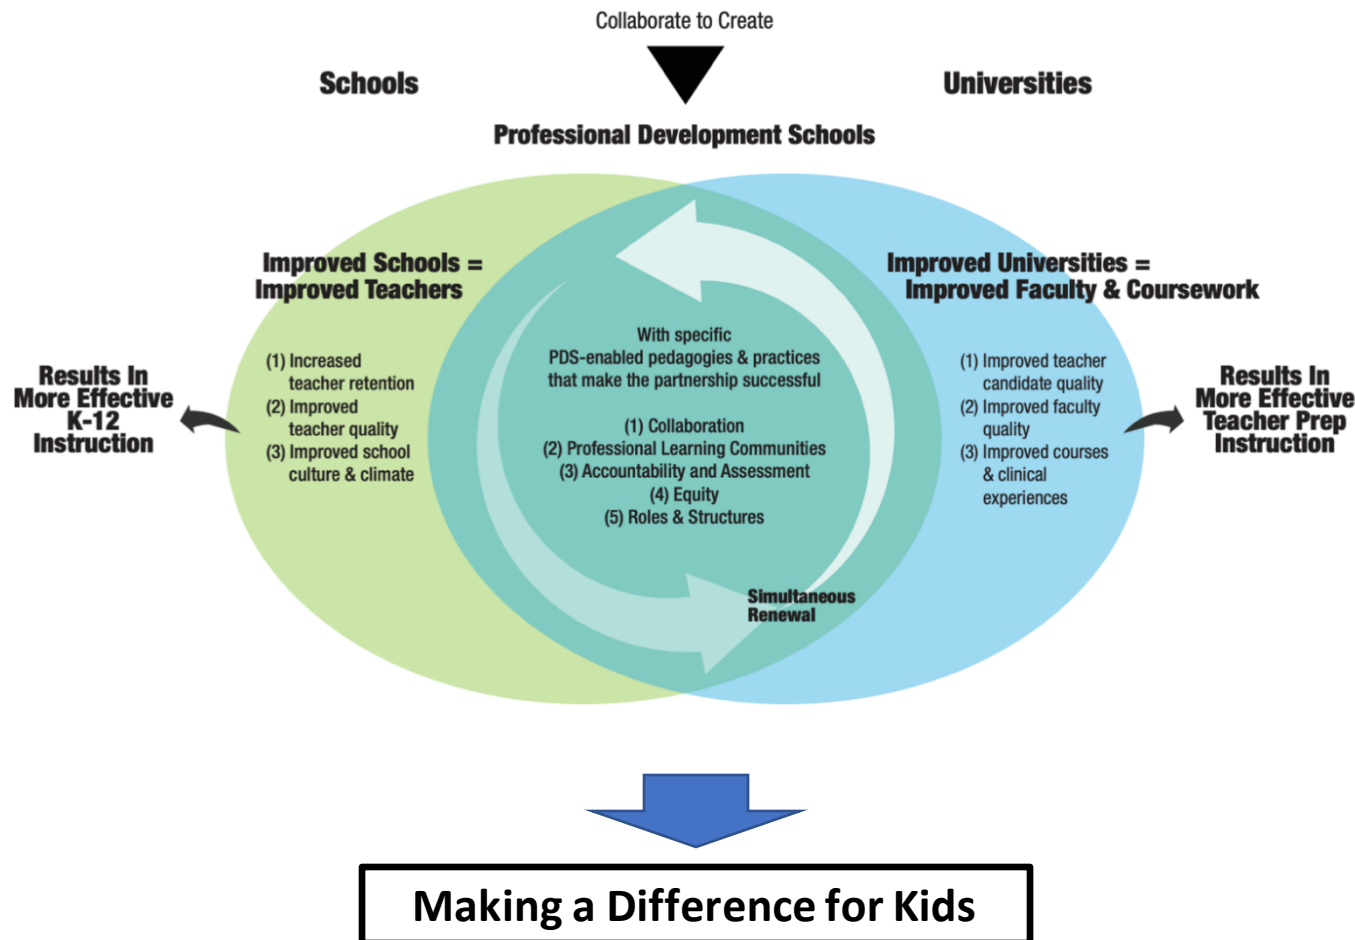 Collaborate to Create
Schools
Universities
Professional Development Schools
Improved Schools =
Improved Teachers
(1) Increased
teacher retention
(2) Improved
teacher quality
(3) Improved school
culture & climate
Results In
More Effective
K-12
Instruction
With specific
PDS-enabled pedagogies & practices
that make the partnership successful
(1) Collaboration
(2) Professional Learning Communities
(3) Accountability and Assessment
(4) Equity
(5) Roles & Structures
Simultaneous
Renewal
Improved Universities =
Improved Faculty & Coursework
(1) Improved teacher
candidate quality
(2) Improved faculty
quality
(3) Improved courses
& clinical
experiences
Results In
More Effective
Teacher Prep
Instruction
Making a Difference for Kids